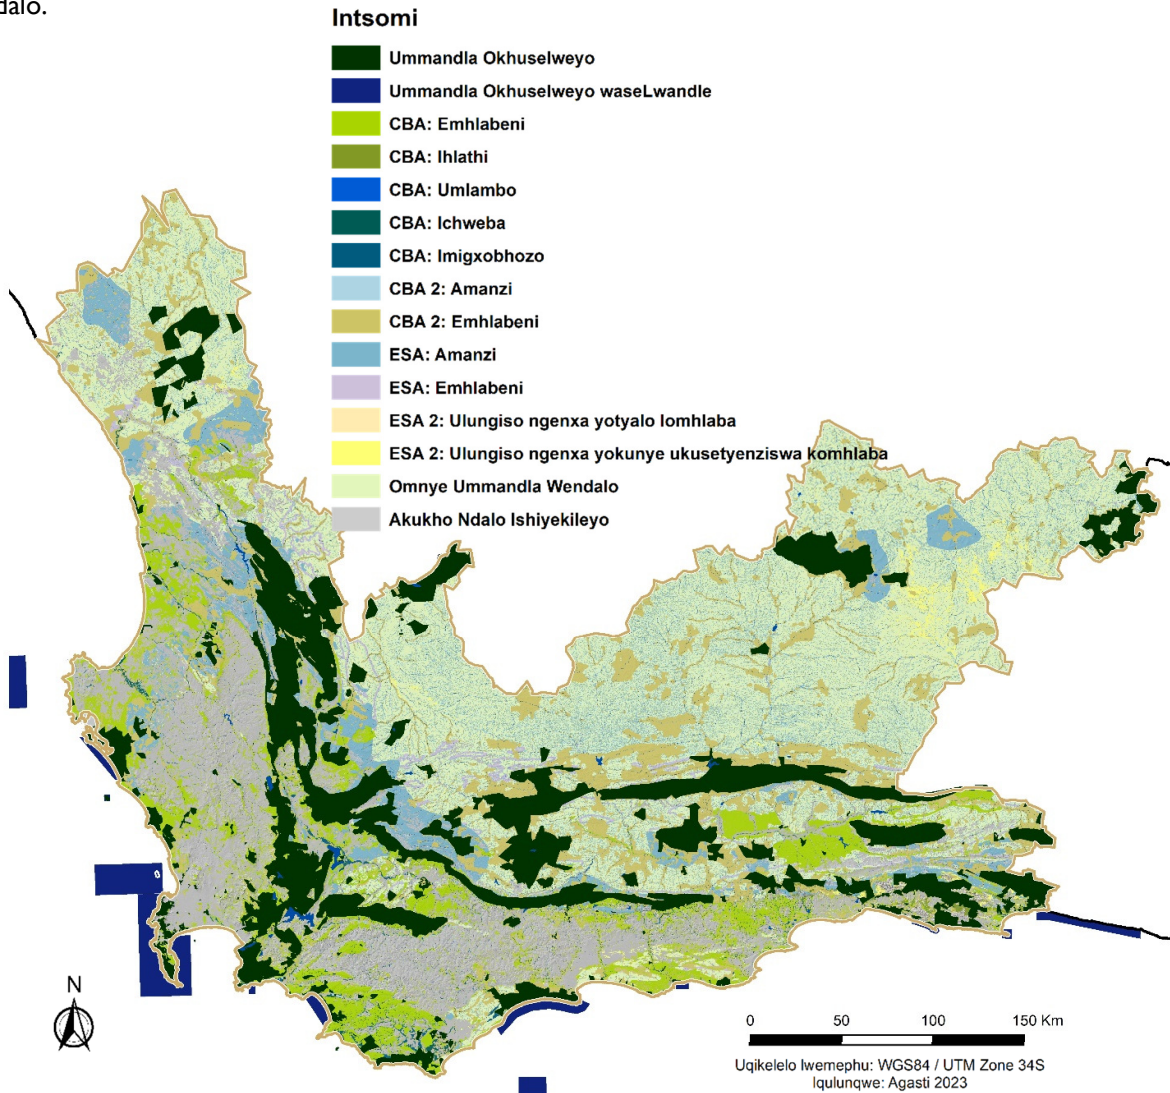 dalo.
Intsomi
Ummandla Okhuselweyo
Ummandla Okhuselweyo waseLwandle
CBA: Emhlabeni
CBA: Ihlathi
CBA: Umlambo
CBA: Ichweba
CBA: Imigxobhozo
CBA 2: Amanzi
CBA 2: Emhlabeni
ESA: Amanzi
ESA: Emhlabeni
ESA 2: Ulungiso ngenxa yotyalo lomhlaba
ESA 2: Ulungiso ngenxa yokunye ukusetyenziswa komhlaba
Omnye Ummandla Wendalo
Akukho Ndalo Ishiyekileyo
N
0 50 100 150 Km
Uqikelelo lwemephu: WGS84 / UTM Zone 34S
Iqulunqwe: Agasti 2023